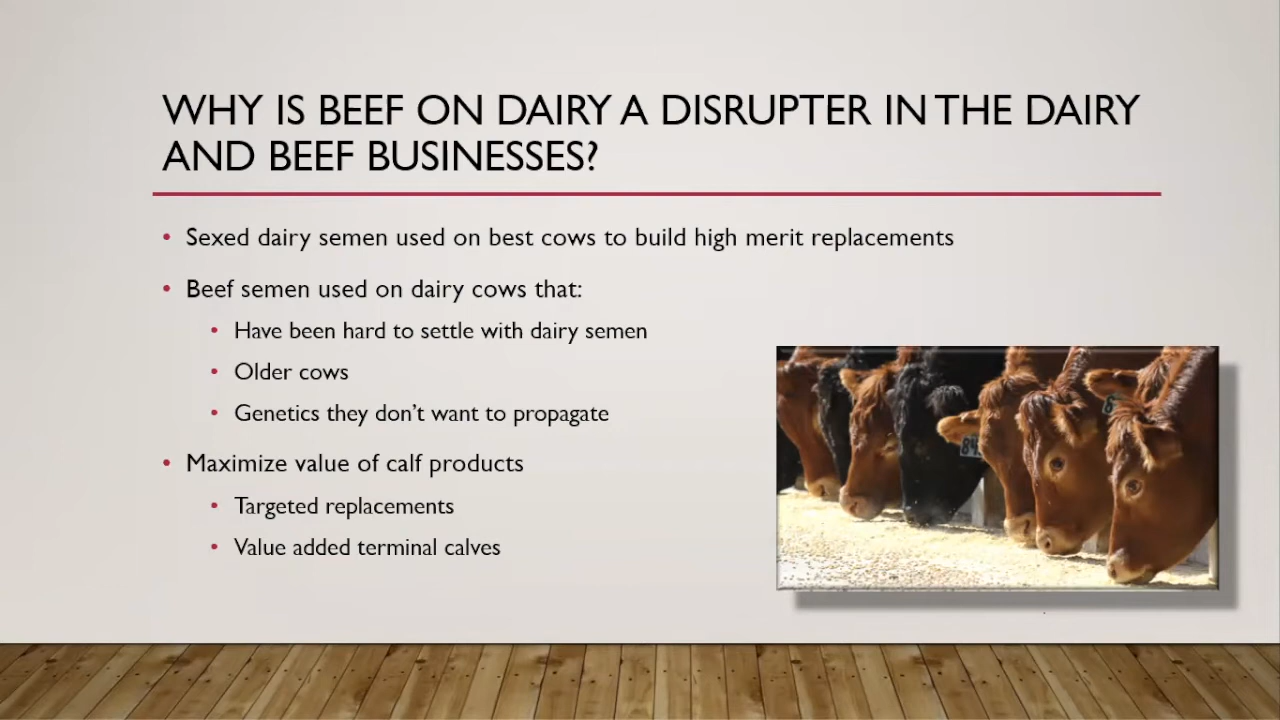 WHY IS BEEF ON DAIRY A DISRUPTER IN THE DAIRY
AND BEEF BUSINESSES?
• Sexed dairy semen used on best cows to build high merit replacements
• Beef semen used on dairy cows that:
• Have been hard to settle with dairy semen
• Older cows
• Genetics they don’t want to propagate
• Maximize value of calf products
• Targeted replacements
• Value added terminal calves